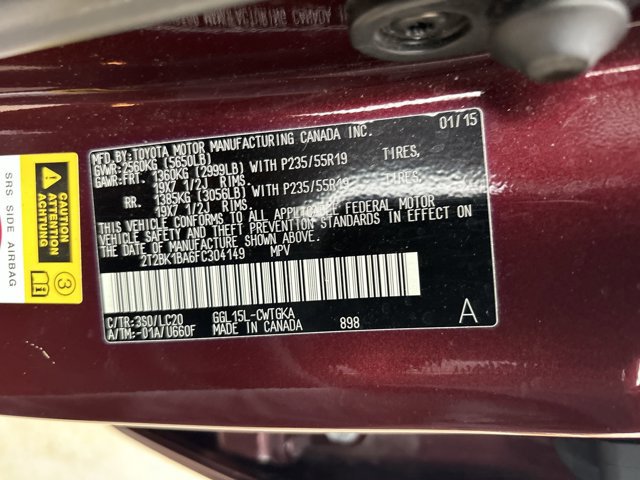 MFD.BY: TOYOTA MOTOR MANUFACTURING CANADA INC. 01/15
GVWR: 2560KG (5650LB)
GAWR: FRT. 1360KG (2999LB) WITH P235/55R19 TIRES,
19X7 1/2J RIMS
RR. 1385KG (3056LB) WITH P235/55R19 TIRES,
19X7 1/2J RIMS
THIS VEHICLE CONFORMS TO ALL APPLICABLE FEDERAL MOTOR
VEHICLE SAFETY AND THEFT PREVENTION STANDARDS IN EFFECT ON
THE DATE OF MANUFACTURE SHOWN ABOVE.
2T2BK1BA6FC304149 MPV
C/TR:3S0/LC20 GGL15L-CWTGKA
A/TM:-01A/U660F MADE IN CANADA 898 A
CAUTION
ATTENTION
ACHTUNG
3
SRS SIDE AIRBAG